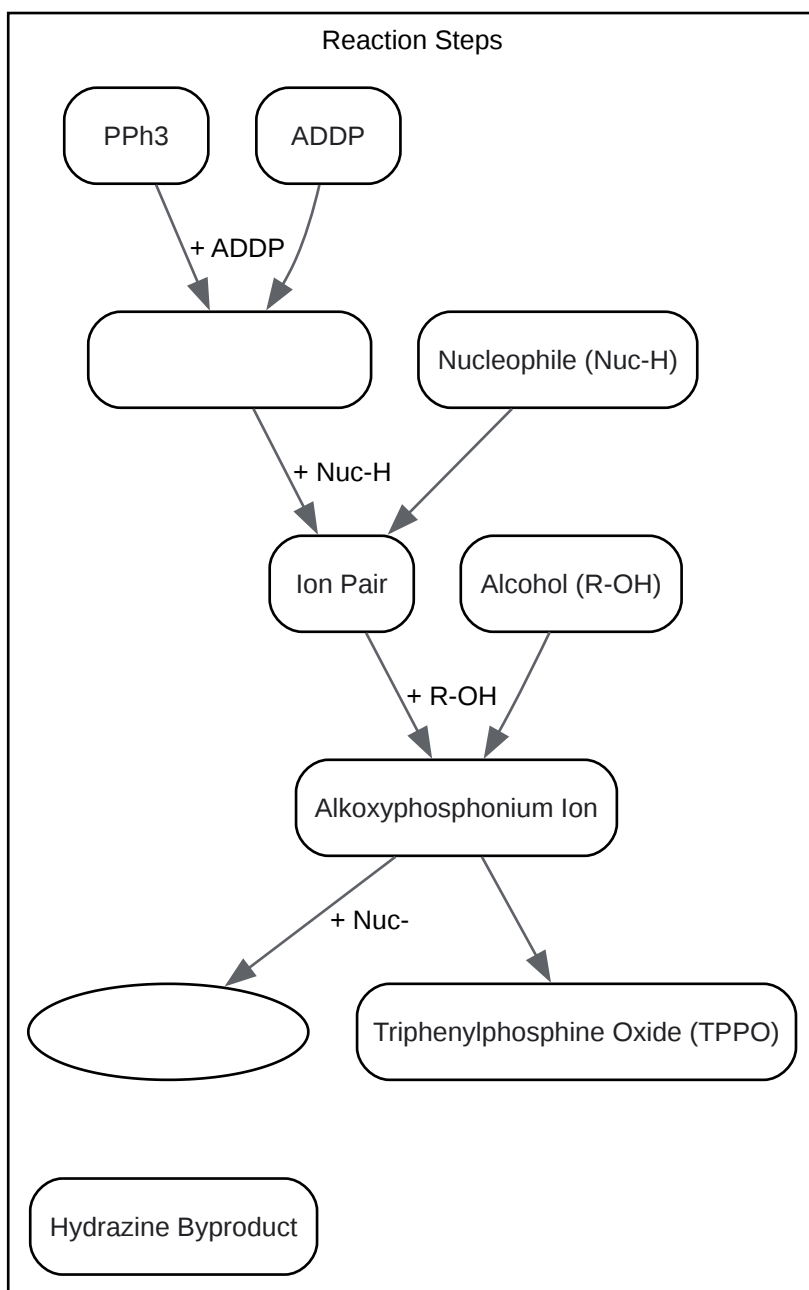 Reaction Steps
PPh3
ADDP
+ ADDP
Nucleophile (Nuc-H)
+ Nuc-H
Ion Pair
Alcohol (R-OH)
+ R-OH
Alkoxyphosphonium Ion
+ Nuc-
Triphenylphosphine Oxide (TPPO)
Hydrazine Byproduct